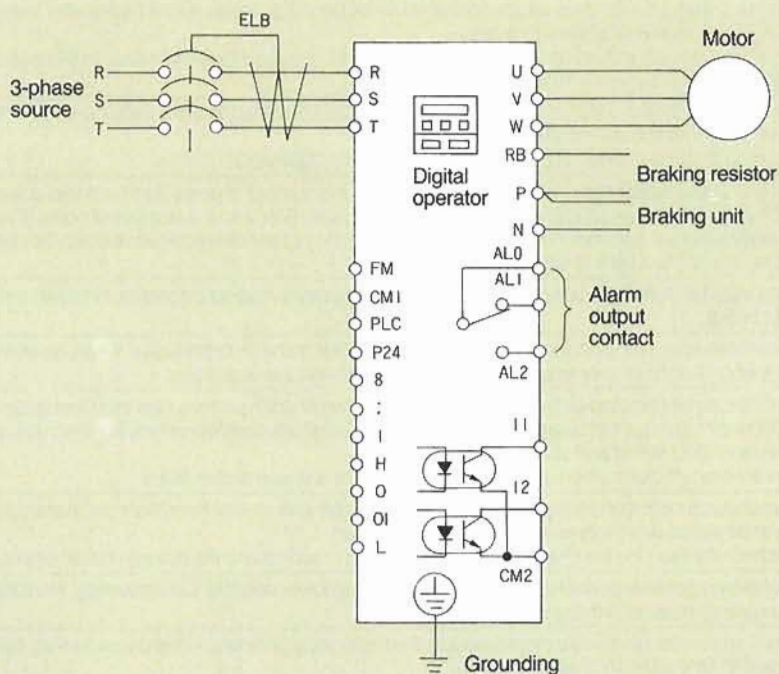 ELB
3-phase
source
R
S
T
R
S
T
Digital
operator
U
V
W
RB
P
N
Motor
Braking resistor
Braking unit
FM
CM1
PLC
P24
8
:
1
H
O
OI
L
AL0
AL1
AL2
Alarm
output
contact
11
12
CM2
Grounding